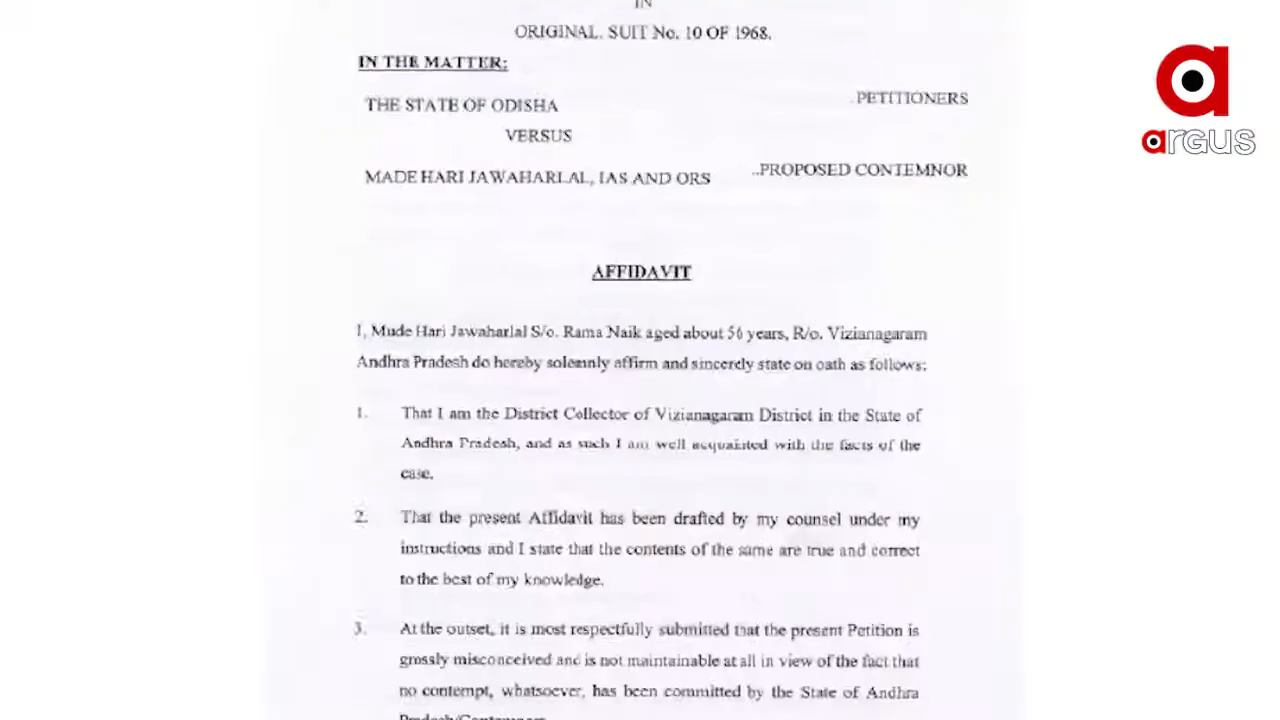 IN
ORIGINAL. SUIT No. 10 OF 1968.
IN THE MATTER:
THE STATE OF ODISHA
..PETITIONERS
VERSUS
MADE HARI JAWAHARLAL, IAS AND ORS
..PROPOSED CONTEMNOR
AFFIDAVIT
I, Mude Hari Jawaharlal S/o. Rama Naik aged about 56 years, R/o. Vizianagaram
Andhra Pradesh do hereby solemnly affirm and sincerely state on oath as follows:
1. That I am the District Collector of Vizianagaram District in the State of
Andhra Pradesh, and as such I am well acquainted with the facts of the
case.
2. That the present Affidavit has been drafted by my counsel under my
instructions and I state that the contents of the same are true and correct
to the best of my knowledge.
3. At the outset, it is most respectfully submitted that the present Petition is
grossly misconceived and is not maintainable at all in view of the fact that
no contempt, whatsoever, has been committed by the State of Andhra
Pradesh/Contemnors
argus